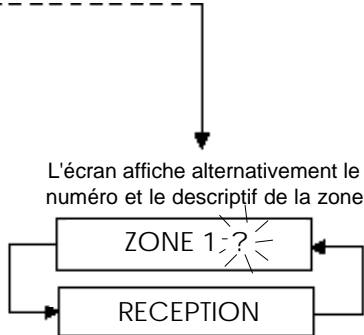 L'écran affiche alternativement le
numéro et le descriptif de la zone
ZONE 1 ?
RECEPTION